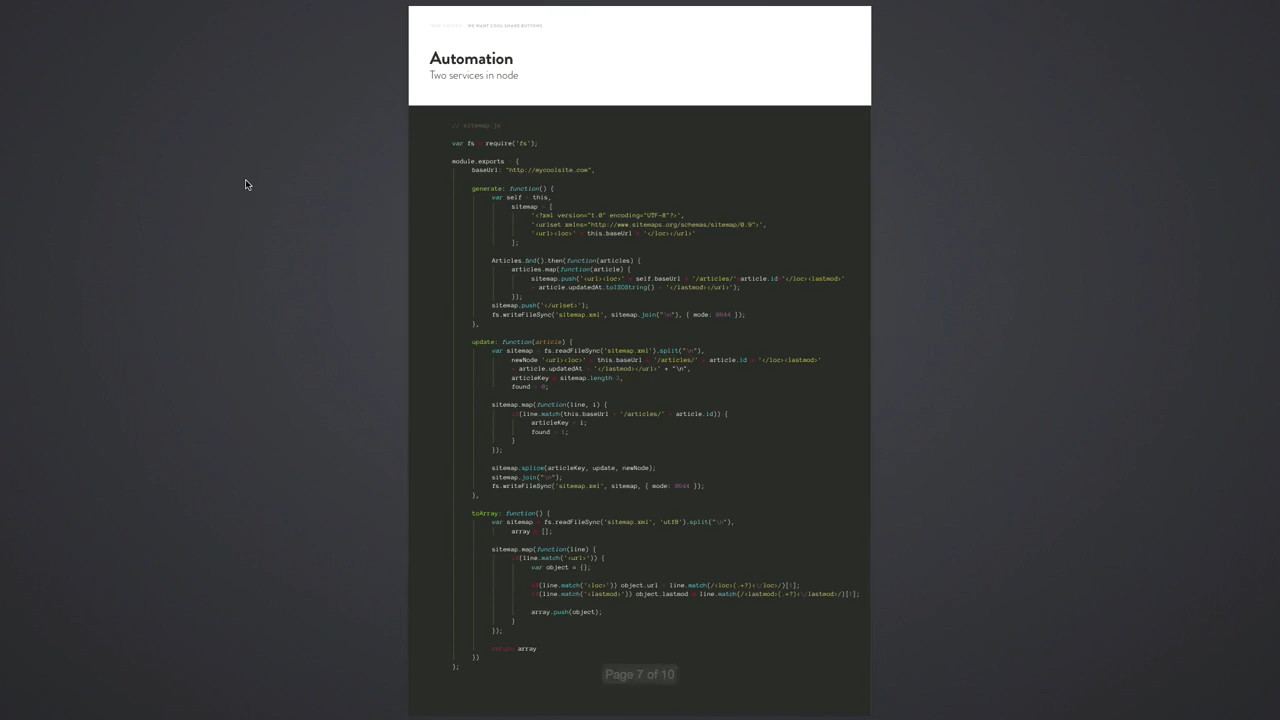 WE WANT COOL SHARE BUTTONS
Automation
Two services in node
// sitemap.js
var fs = require('fs');
module.exports = {
baseUrl: "http://mycoolsite.com",
generate: function() {
var self = this,
sitemap = [
'<?xml version="1.0" encoding="UTF-8"?>',
'<urlset xmlns="http://www.sitemaps.org/schemas/sitemap/0.9">',
'<url><loc>' + this.baseUrl + '</loc></url>'
];
Articles.find().then(function(articles) {
articles.map(function(article) {
sitemap.push('<url><loc>' + self.baseUrl + '/articles/'+article.id+'</loc><lastmod>'
+ article.updatedAt.toISOString() + '</lastmod></url>');
});
sitemap.push('</urlset>');
fs.writeFileSync('sitemap.xml', sitemap.join("\n"), { mode: 0644 });
},
update: function(article) {
var sitemap = fs.readFileSync('sitemap.xml').split("\n"),
newNode '<url><loc>' + this.baseUrl + '/articles/' + article.id + '</loc><lastmod>'
+ article.updatedAt + '</lastmod></url>' + "\n",
articleKey = sitemap.length-2,
found = 0;
sitemap.map(function(line, i) {
if(line.match(this.baseUrl + '/articles/' + article.id)) {
articleKey = i;
found = 1;
}
});
sitemap.splice(articleKey, update, newNode);
sitemap.join("\n");
fs.writeFileSync('sitemap.xml', sitemap, { mode: 0644 });
},
toArray: function() {
var sitemap = fs.readFileSync('sitemap.xml', 'utf8').split("\n"),
array = [];
sitemap.map(function(line) {
if(line.match('<url>')) {
var object = {};
if(line.match('<loc>')) object.url = line.match(/<loc>(.+?)<\/loc>/)[1];
if(line.match('<lastmod>')) object.lastmod = line.match(/<lastmod>(.+?)<\/lastmod>/)[1];
array.push(object);
}
});
return array
})
};
Page 7 of 10